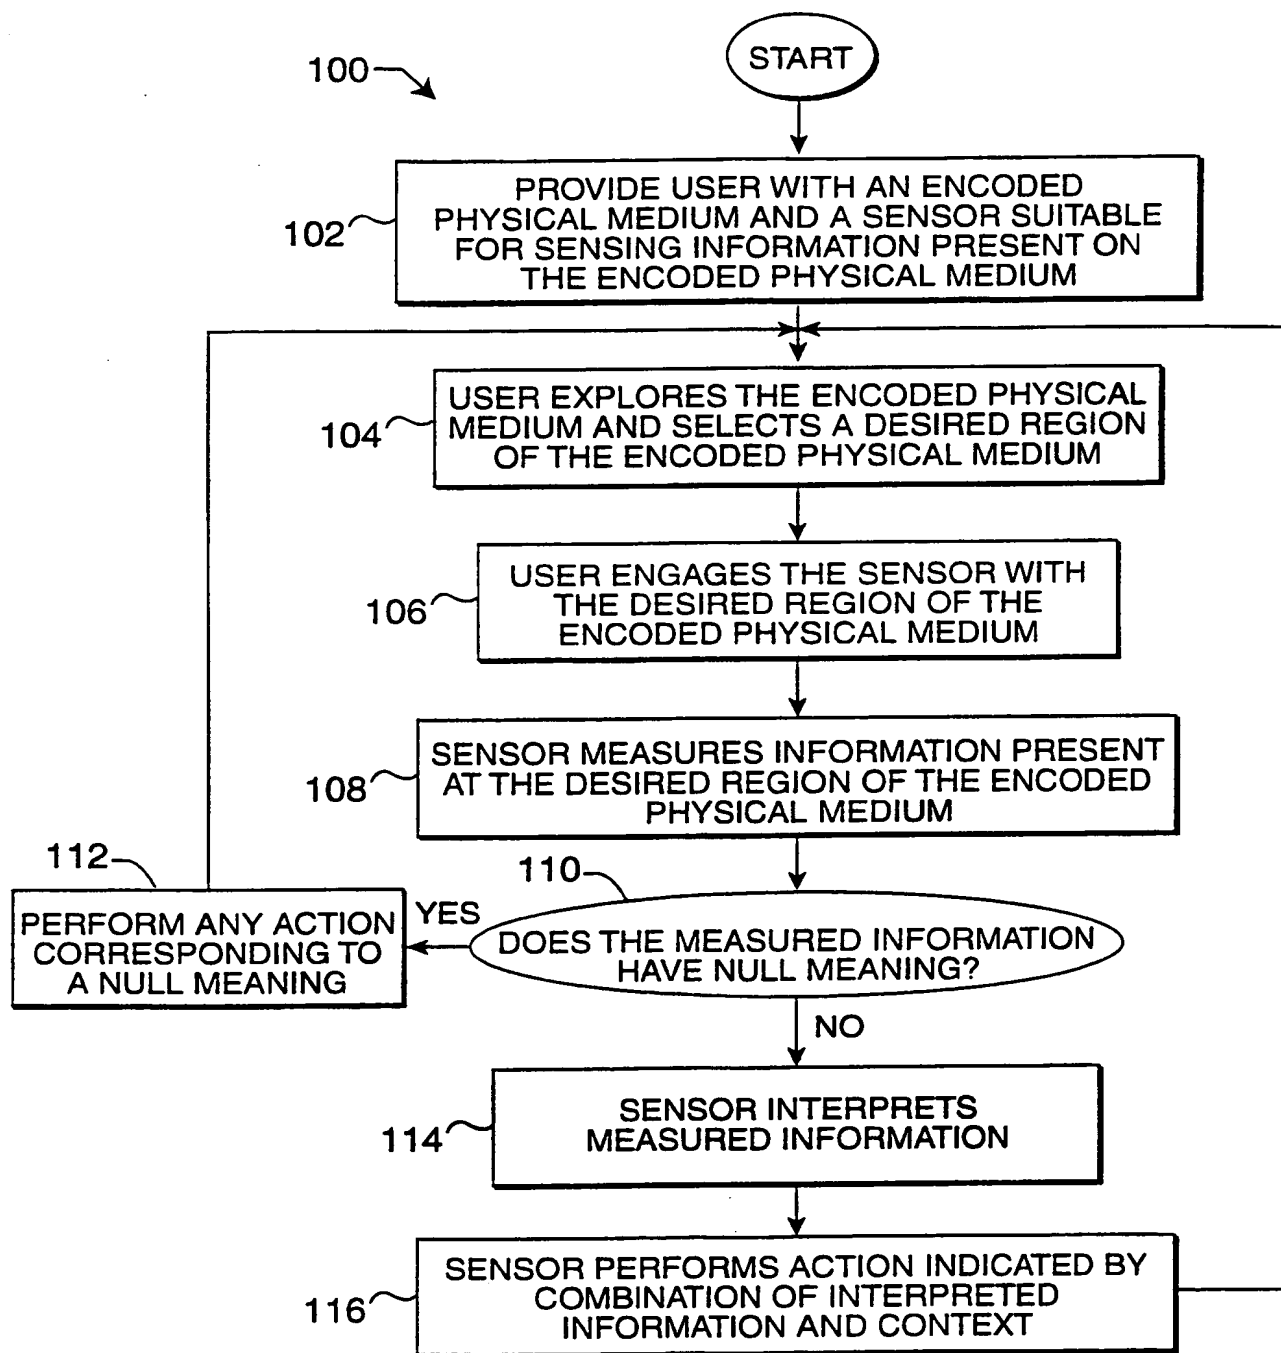 START
100
PROVIDE USER WITH AN ENCODED
PHYSICAL MEDIUM AND A SENSOR SUITABLE
FOR SENSING INFORMATION PRESENT ON
THE ENCODED PHYSICAL MEDIUM
102
USER EXPLORES THE ENCODED PHYSICAL
MEDIUM AND SELECTS A DESIRED REGION
OF THE ENCODED PHYSICAL MEDIUM
104
USER ENGAGES THE SENSOR WITH
THE DESIRED REGION OF THE
ENCODED PHYSICAL MEDIUM
106
SENSOR MEASURES INFORMATION PRESENT
AT THE DESIRED REGION OF THE ENCODED
PHYSICAL MEDIUM
108
112
110
PERFORM ANY ACTION
CORRESPONDING TO
A NULL MEANING
YES
DOES THE MEASURED INFORMATION
HAVE NULL MEANING?
NO
SENSOR INTERPRETS
MEASURED INFORMATION
114
SENSOR PERFORMS ACTION INDICATED BY
COMBINATION OF INTERPRETED
INFORMATION AND CONTEXT
116